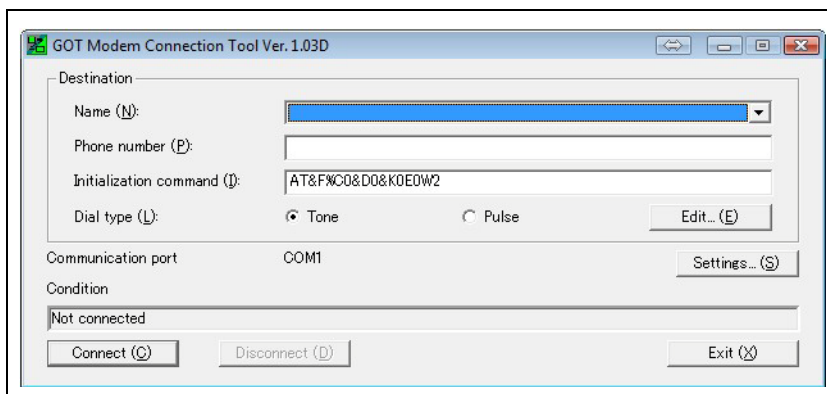 GOT Modem Connection Tool Ver. 1.03D
Destination
Name (N):
Phone number (P):
Initialization command (I): AT&F%C0&D0&K0E0W2
Dial type (L): Tone Pulse Edit... (E)
Communication port COM1 Settings... (S)
Condition
Not connected
Connect (C) Disconnect (D) Exit (X)